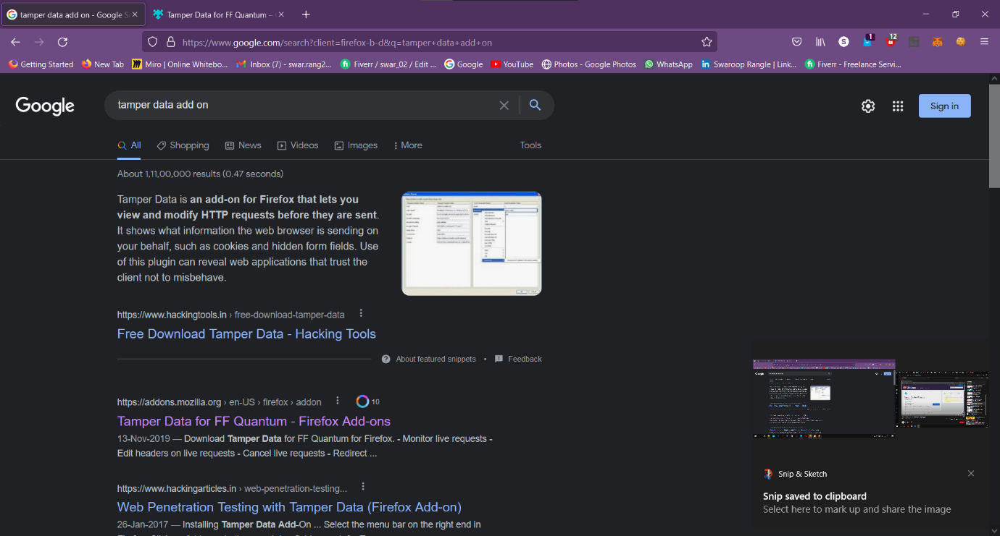 tamper data add on - Google Se
Tamper Data for FF Quantum –
https://www.google.com/search?client=firefox-b-d&q=tamper+data+add+on
1
12
Getting Started
New Tab
Miro | Online Whitebo...
Inbox (7) - swar.rang2...
Fiverr / swar_02 / Edit ...
Google
YouTube
Photos - Google Photos
WhatsApp
Swaroop Rangle | Link...
Fiverr - Freelance Servi...
Google
tamper data add on
Sign in
All
Shopping
News
Videos
Images
More
Tools
About 1,11,00,000 results (0.47 seconds)
Tamper Data is an add-on for Firefox that lets you
view and modify HTTP requests before they are sent.
It shows what information the web browser is sending on
your behalf, such as cookies and hidden form fields. Use
of this plugin can reveal web applications that trust the
client not to misbehave.
https://www.hackingtools.in › free-download-tamper-data
Free Download Tamper Data - Hacking Tools
About featured snippets • Feedback
https://addons.mozilla.org › en-US › firefox › addon
10
Tamper Data for FF Quantum - Firefox Add-ons
13-Nov-2019 — Download Tamper Data for FF Quantum for Firefox. - Monitor live requests -
Edit headers on live requests - Cancel live requests - Redirect ...
https://www.hackingarticles.in › web-penetration-testing...
Web Penetration Testing with Tamper Data (Firefox Add-on)
26-Jan-2017 — Installing Tamper Data Add-On ... Select the menu bar on the right end in
Snip & Sketch
Snip saved to clipboard
Select here to mark up and share the image